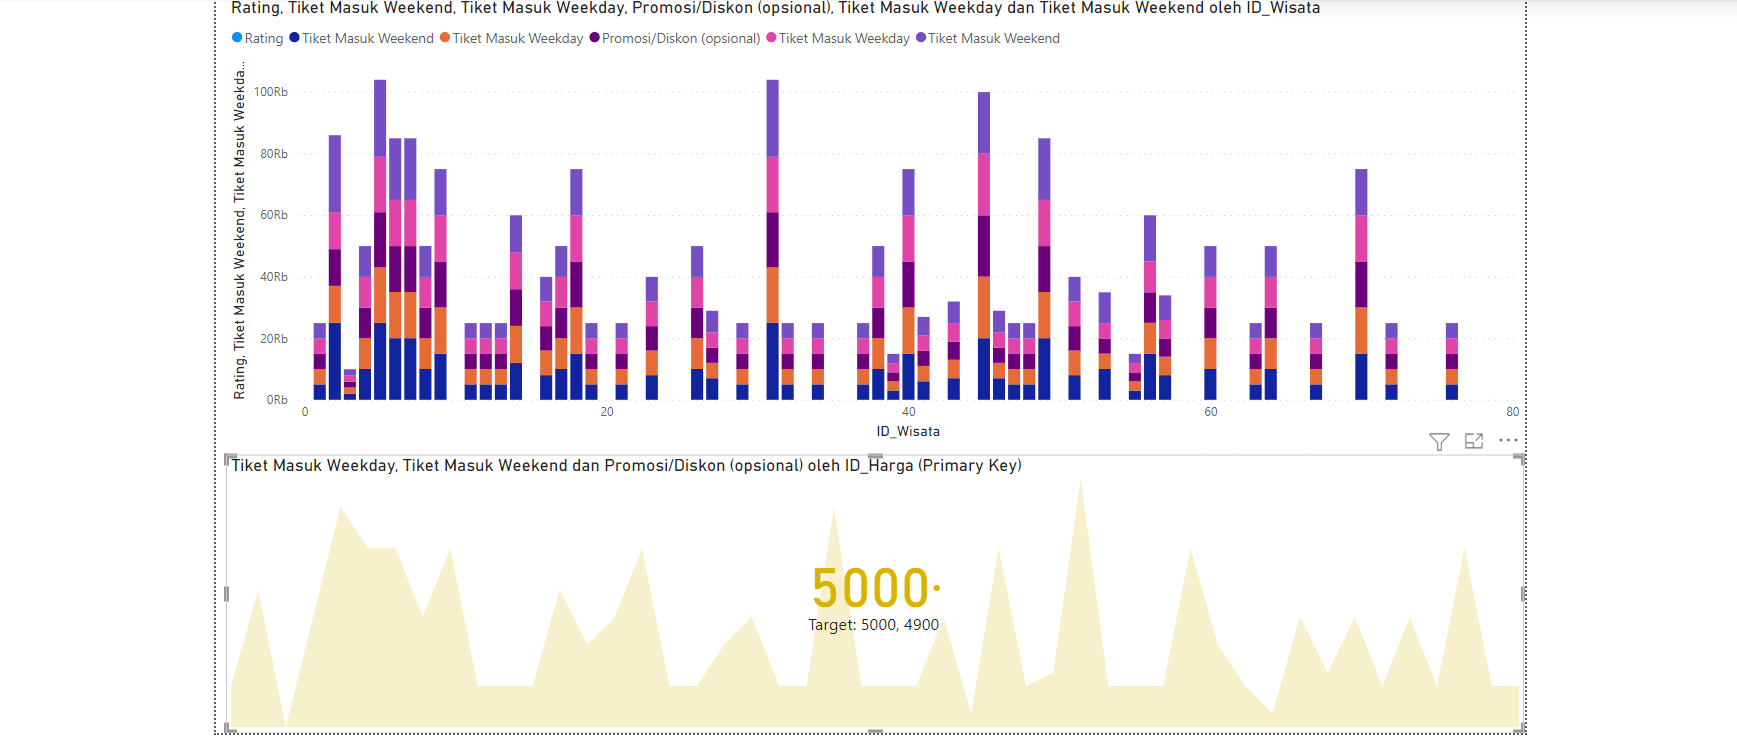 Rating, Tiket Masuk Weekend, Tiket Masuk Weekday, Promosi/Diskon (opsional), Tiket Masuk Weekday dan Tiket Masuk Weekend oleh ID_Wisata
Rating Tiket Masuk Weekend Tiket Masuk Weekday Promosi/Diskon (opsional) Tiket Masuk Weekday Tiket Masuk Weekend
Rating, Tiket Masuk Weekend, Tiket Masuk Weekda...
100Rb
80Rb
60Rb
40Rb
20Rb
0Rb
0 20 40 60 80
ID_Wisata
Tiket Masuk Weekday, Tiket Masuk Weekend dan Promosi/Diskon (opsional) oleh ID_Harga (Primary Key)
5000
Target: 5000, 4900